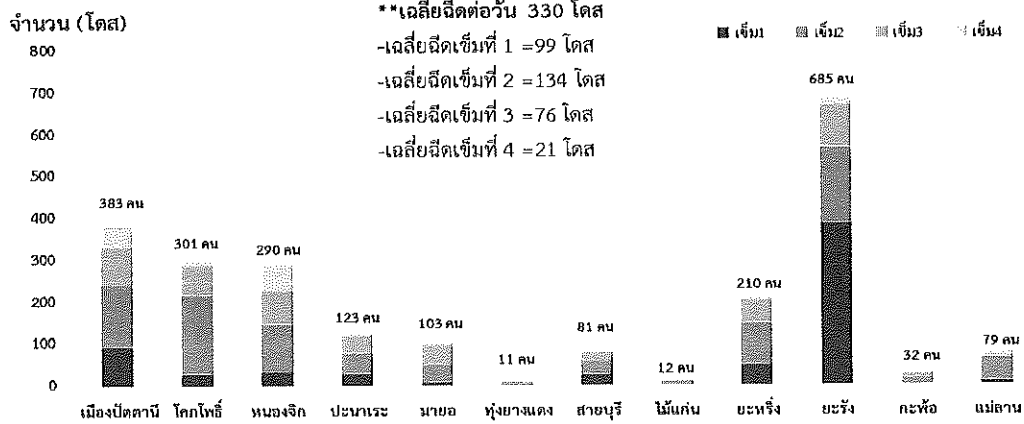 **เฉลี่ยฉีดต่อวัน 330 โดส
-เฉลี่ยฉีดเข็มที่ 1 =99 โดส
-เฉลี่ยฉีดเข็มที่ 2 =134 โดส
-เฉลี่ยฉีดเข็มที่ 3 =76 โดส
-เฉลี่ยฉีดเข็มที่ 4 =21 โดส
จำนวน (โดส)
เข็ม1 เข็ม2 เข็ม3 เข็ม4
800
700
600
500
400
300
200
100
0
383 คน 301 คน 290 คน 123 คน 103 คน 11 คน 81 คน 12 คน 210 คน 685 คน 32 คน 79 คน
เมืองปัตตานี โคกโพธิ์ หนองจิก ปะนาเระ มายอ ทุ่งยางแดง สายบุรี ไม้แก่น ยะหริ่ง ยะรัง กะพ้อ แม่ลาน